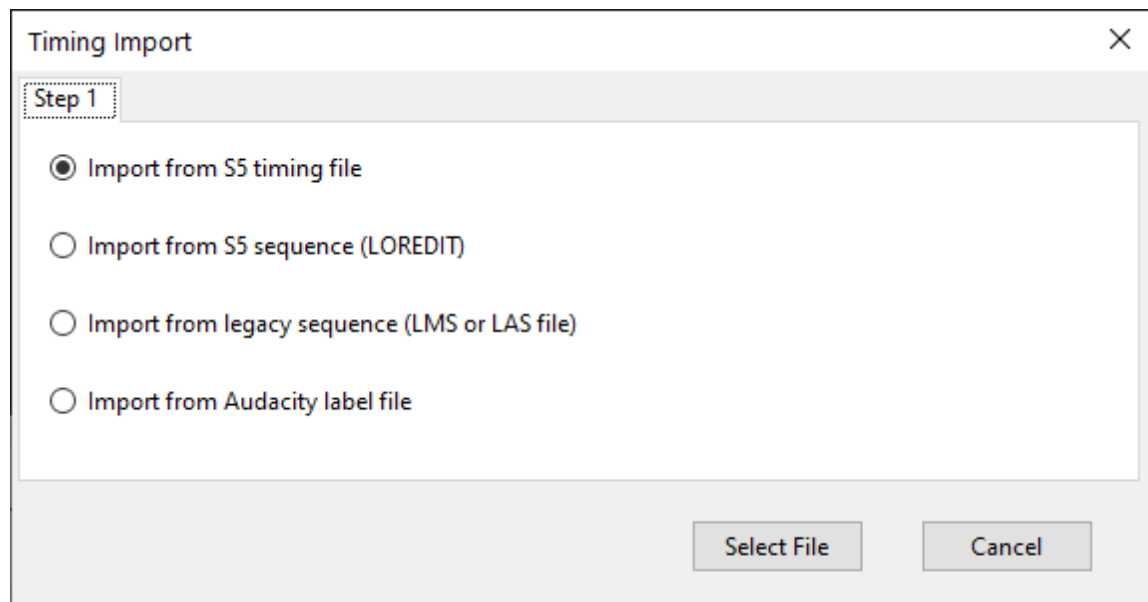 Timing Import
Step 1
Import from S5 timing file
Import from S5 sequence (LOREDIT)
Import from legacy sequence (LMS or LAS file)
Import from Audacity label file
Select File
Cancel